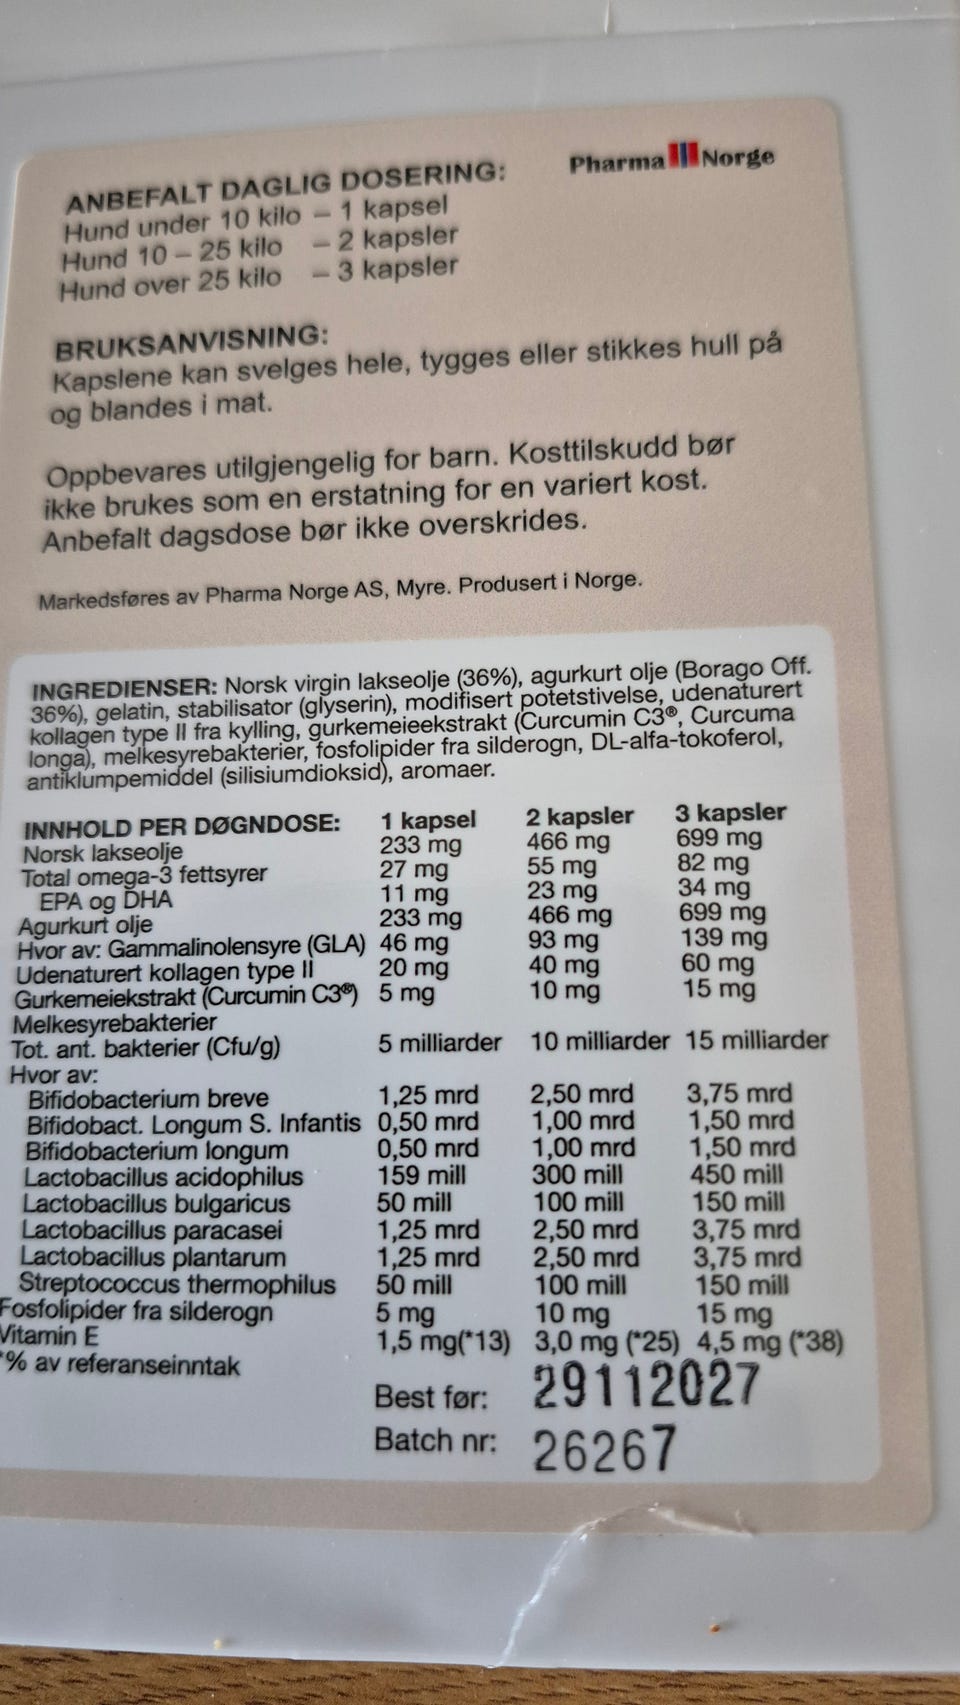 Pharma Norge
ANBEFALT DAGLIG DOSERING:
Hund under 10 kilo – 1 kapsel
Hund 10 – 25 kilo – 2 kapsler
Hund over 25 kilo – 3 kapsler
BRUKSANVISNING:
Kapslene kan svelges hele, tygges eller stikkes hull på
og blandes i mat.
Oppbevares utilgjengelig for barn. Kosttilskudd bør
ikke brukes som en erstatning for en variert kost.
Anbefalt dagsdose bør ikke overskrides.
Markedsføres av Pharma Norge AS, Myre. Produsert i Norge.
INGREDIENSER: Norsk virgin lakseolje (36%), agurkurt olje (Borago Off.
36%), gelatin, stabilisator (glyserin), modifisert potetstivelse, udenaturert
kollagen type II fra kylling, gurkemeieekstrakt (Curcumin C3®, Curcuma
longa), melkesyrebakterier, fosfolipider fra silderogn, DL-alfa-tokoferol,
antiklumpemiddel (silisiumdioksid), aromaer.
INNHOLD PER DØGNDOSE: 1 kapsel 2 kapsler 3 kapsler
Norsk lakseolje 233 mg 466 mg 699 mg
Total omega-3 fettsyrer 27 mg 55 mg 82 mg
EPA og DHA 11 mg 23 mg 34 mg
Agurkurt olje 233 mg 466 mg 699 mg
Hvor av: Gammalinolensyre (GLA) 46 mg 93 mg 139 mg
Udenaturert kollagen type II 20 mg 40 mg 60 mg
Gurkemeiekstrakt (Curcumin C3®) 5 mg 10 mg 15 mg
Melkesyrebakterier
Tot. ant. bakterier (Cfu/g) 5 milliarder 10 milliarder 15 milliarder
Hvor av:
Bifidobacterium breve 1,25 mrd 2,50 mrd 3,75 mrd
Bifidobact. Longum S. Infantis 0,50 mrd 1,00 mrd 1,50 mrd
Bifidobacterium longum 0,50 mrd 1,00 mrd 1,50 mrd
Lactobacillus acidophilus 159 mill 300 mill 450 mill
Lactobacillus bulgaricus 50 mill 100 mill 150 mill
Lactobacillus paracasei 1,25 mrd 2,50 mrd 3,75 mrd
Lactobacillus plantarum 1,25 mrd 2,50 mrd 3,75 mrd
Streptococcus thermophilus 50 mill 100 mill 150 mill
Fosfolipider fra silderogn 5 mg 10 mg 15 mg
Vitamin E 1,5 mg(*13) 3,0 mg (*25) 4,5 mg (*38)
*% av referanseinntak
Best før: 29112027
Batch nr: 26267